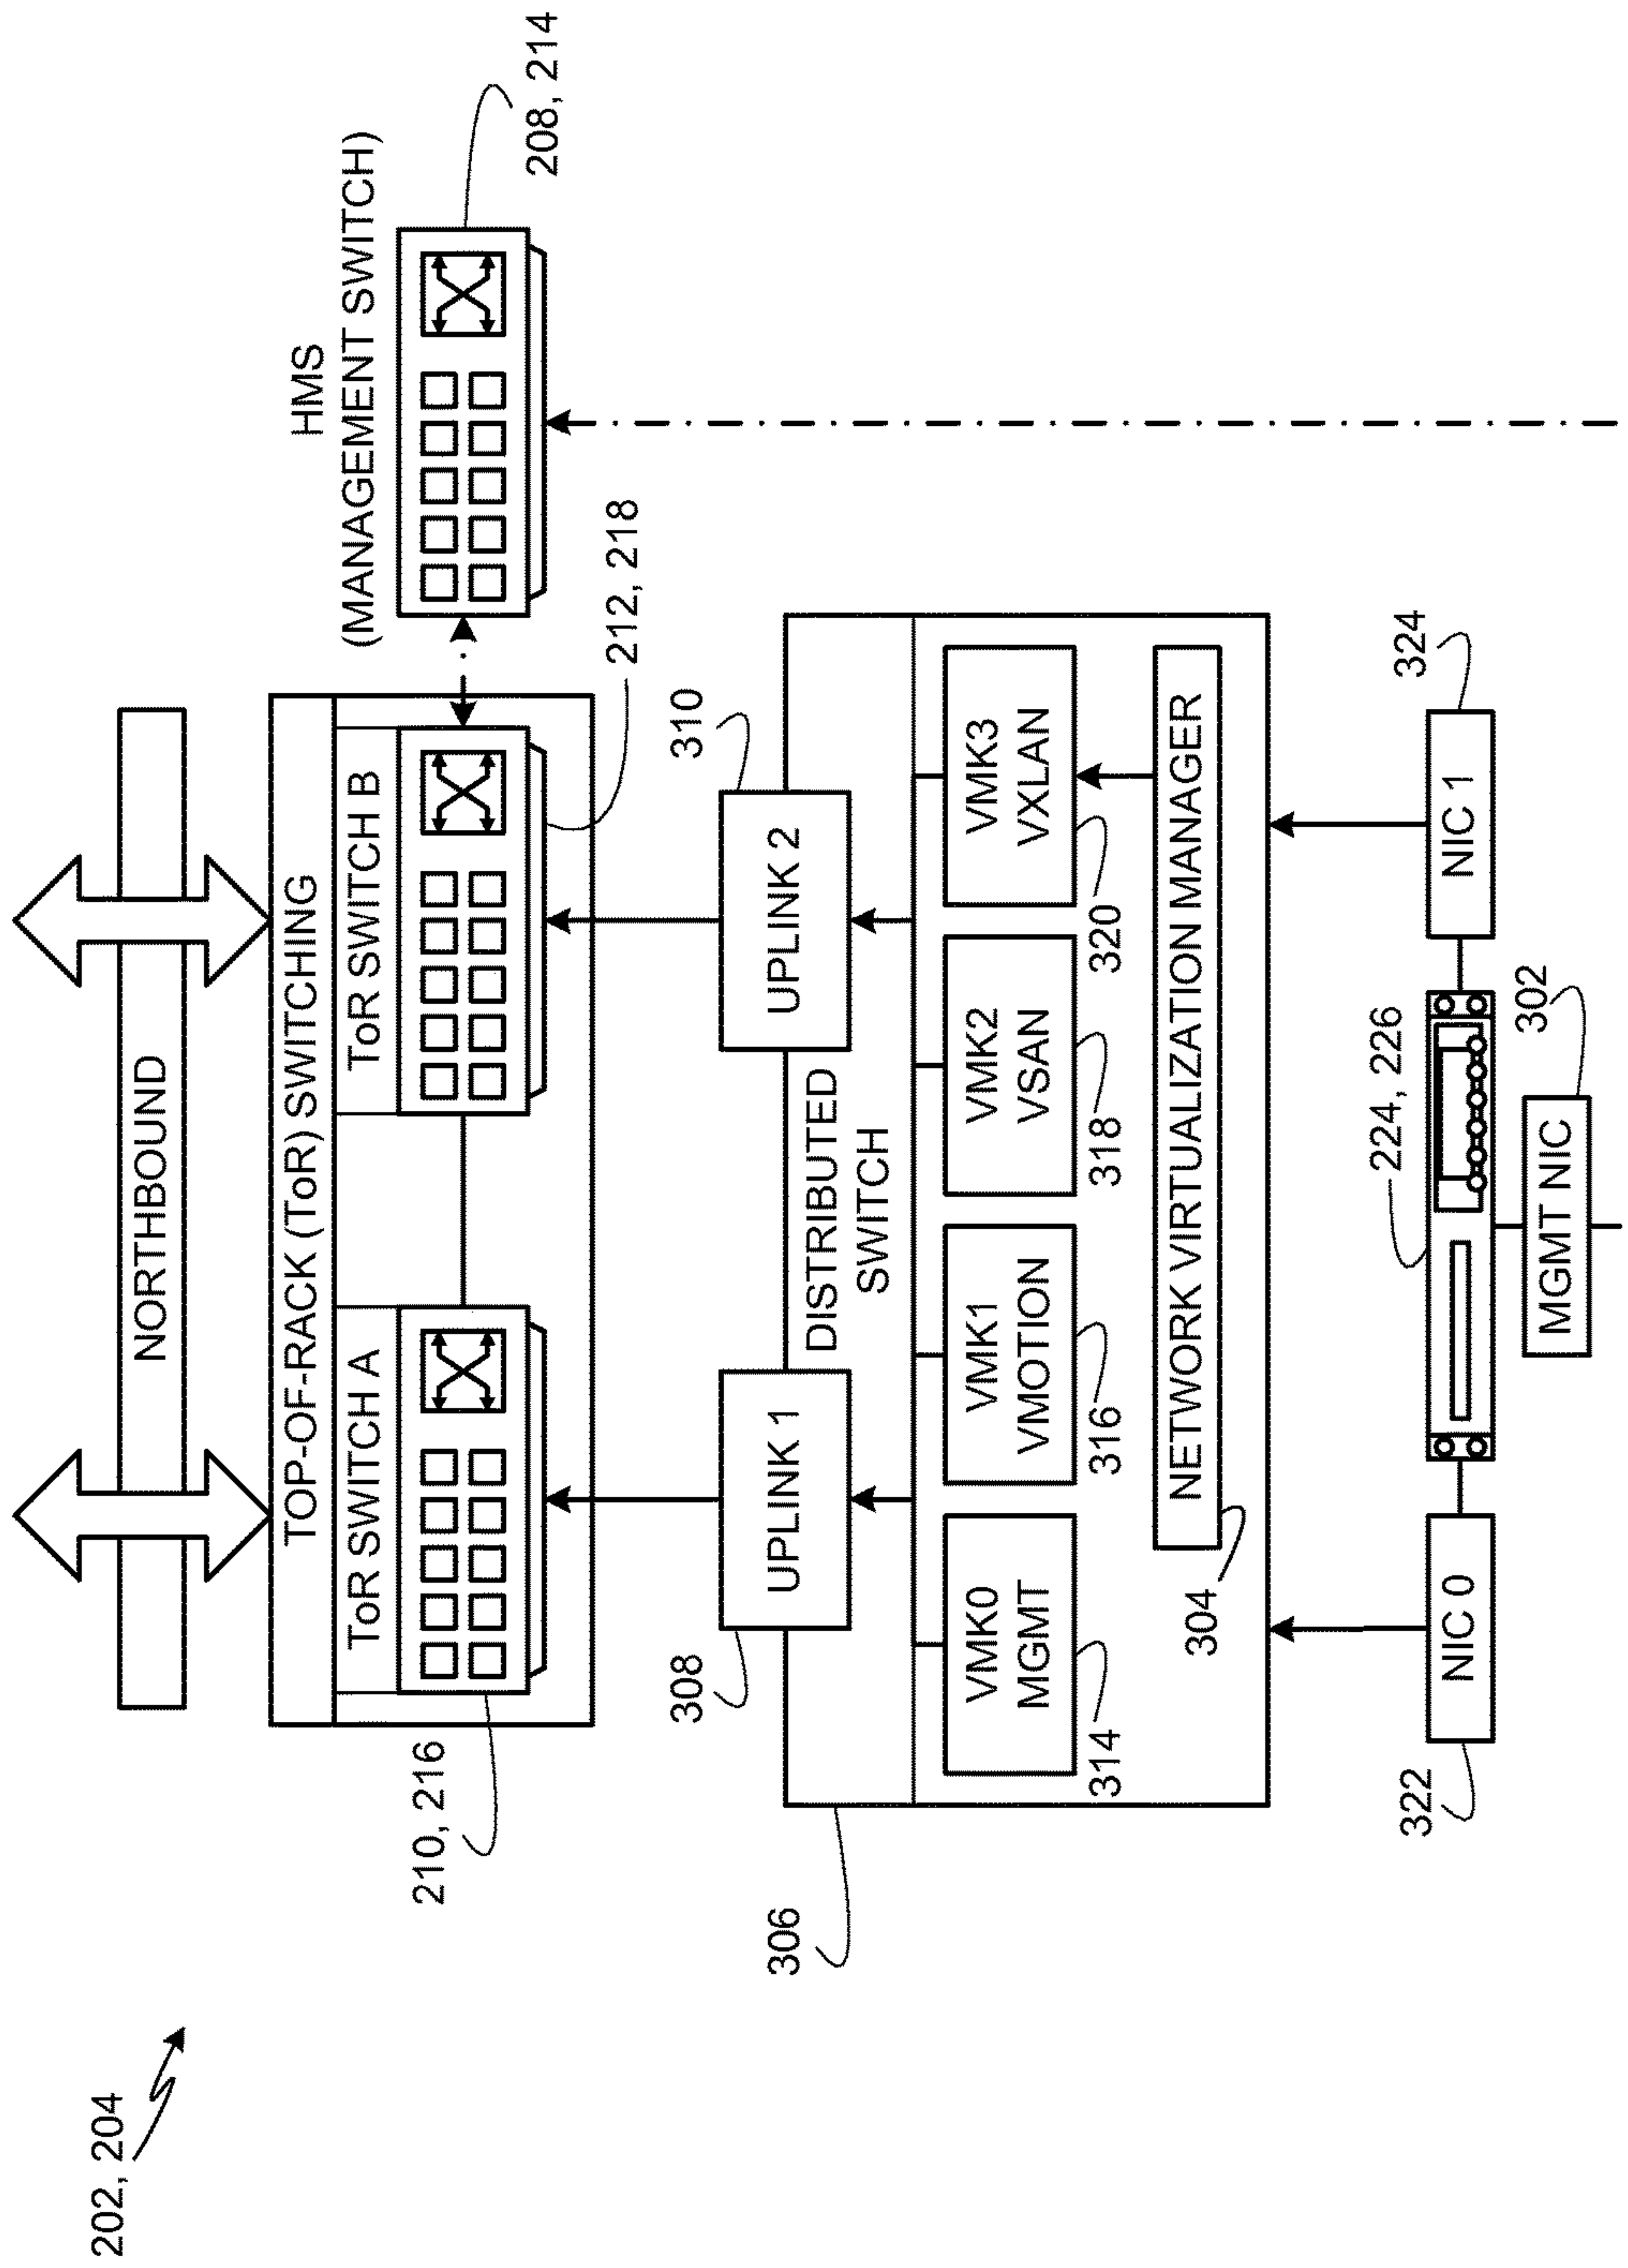 202, 204
NORTHBOUND
TOP-OF-RACK (ToR) SWITCHING
ToR SWITCH A
ToR SWITCH B
HMS
(MANAGEMENT SWITCH)
210, 216
212, 218
208, 214
308
310
UPLINK 1
UPLINK 2
306
DISTRIBUTED
SWITCH
VMK0
MGMT
VMK1
VMOTION
VMK2
VSAN
VMK3
VXLAN
314
316
318
320
NETWORK VIRTUALIZATION MANAGER
304
322
NIC 0
224, 226
NIC 1
324
302
MGMT NIC